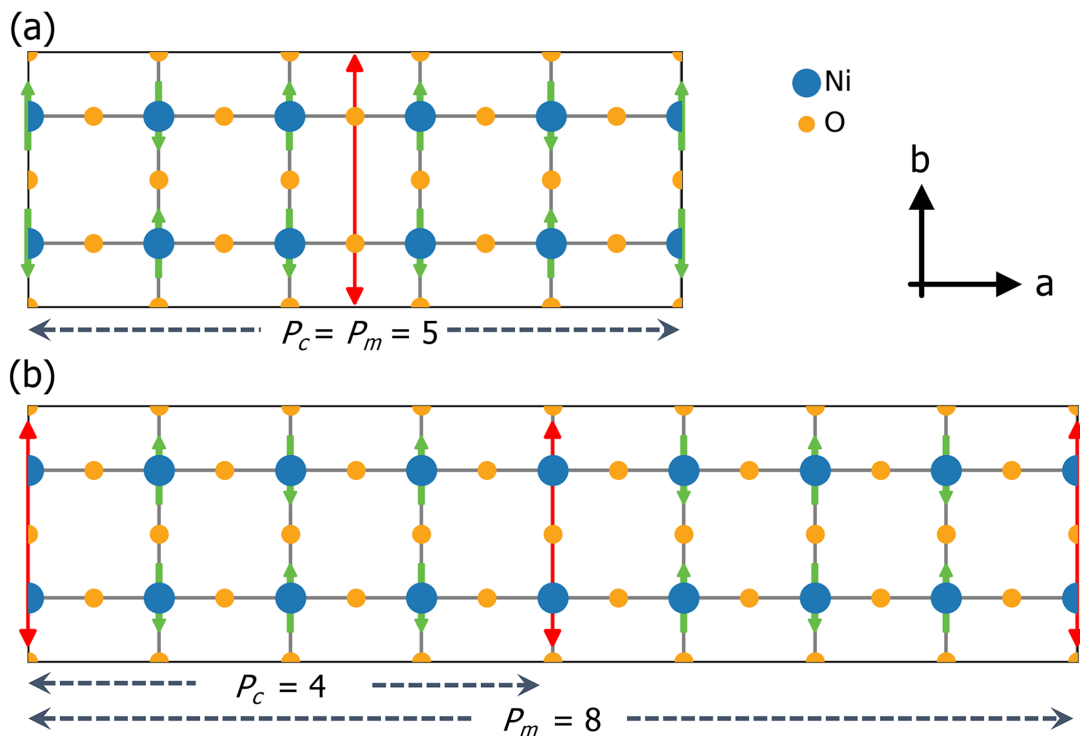 (a)
Ni
O
b
a
Pc = Pm = 5
(b)
Pc = 4
Pm = 8